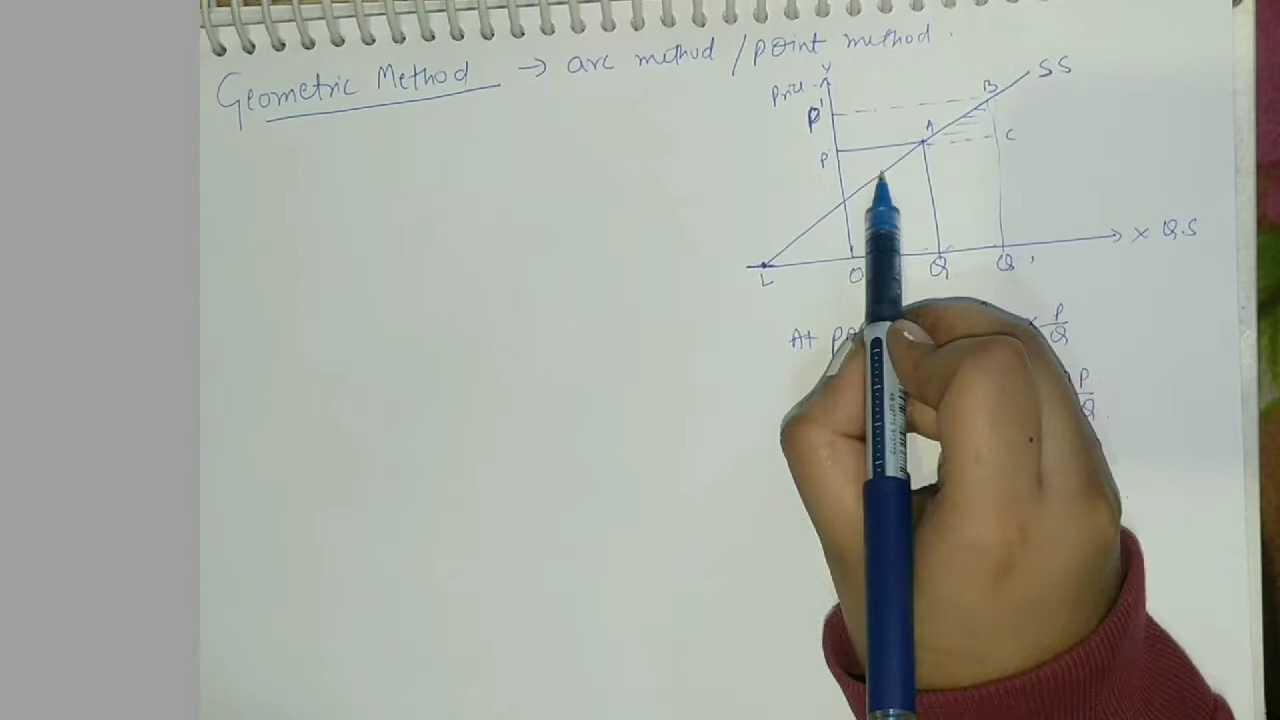 Geometric Method → arc method / point method.
Y
Price
SS
P'
B
A
C
P
X Q.S
L
O
Q
Q'
At
× P/Q
P/Q.